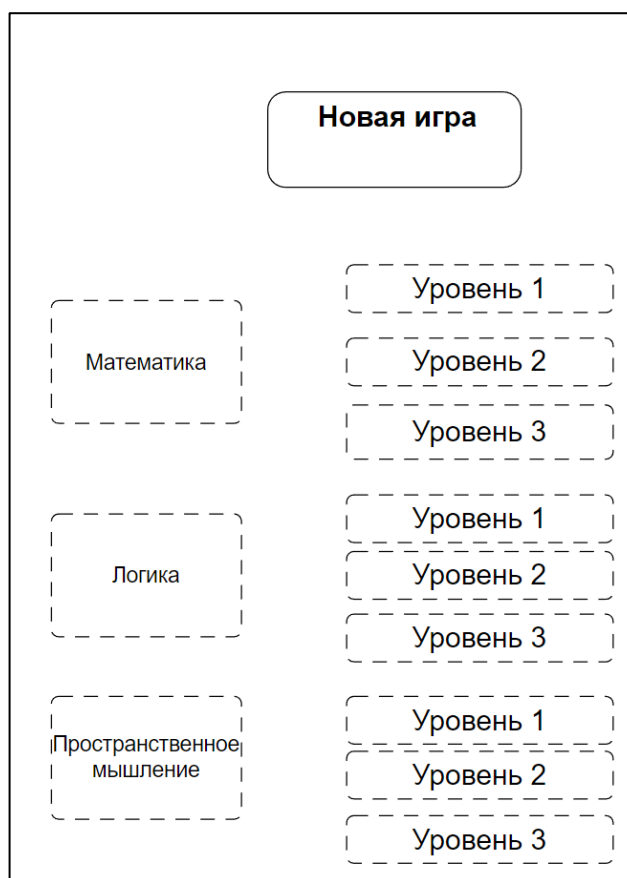 Новая игра
Математика
Уровень 1
Уровень 2
Уровень 3
Логика
Уровень 1
Уровень 2
Уровень 3
Пространственное
мышление
Уровень 1
Уровень 2
Уровень 3